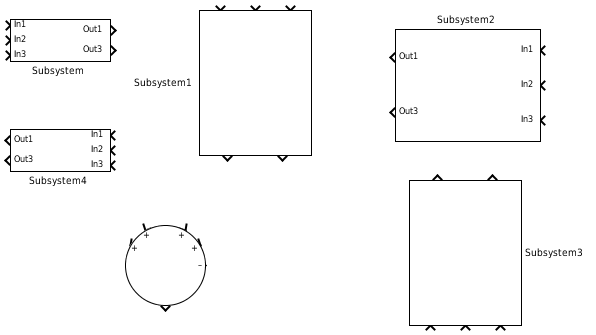 In1
In2
In3
Out1
Out3
Subsystem
Subsystem1
Subsystem2
Out1
Out3
In1
In2
In3
Out1
Out3
In1
In2
In3
Subsystem4
+ +
+ +
-
Subsystem3